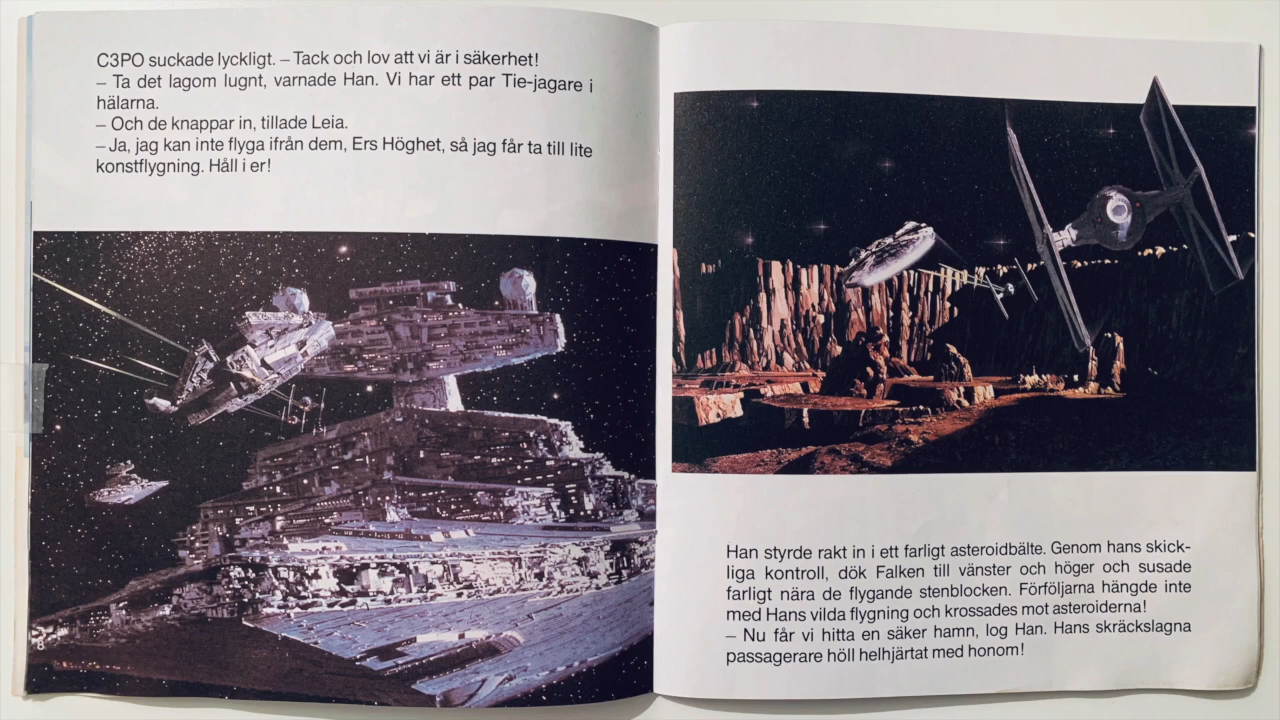 C3PO suckade lyckligt. – Tack och lov att vi är i säkerhet!
– Ta det lagom lugnt, varnade Han. Vi har ett par Tie-jagare i
hälarna.
– Och de knappar in, tillade Leia.
– Ja, jag kan inte flyga ifrån dem, Ers Höghet, så jag får ta till lite
konstflygning. Håll i er!
8
Han styrde rakt in i ett farligt asteroidbälte. Genom hans skick-
liga kontroll, dök Falken till vänster och höger och susade
farligt nära de flygande stenblocken. Förföljarna hängde inte
med Hans vilda flygning och krossades mot asteroiderna!
– Nu får vi hitta en säker hamn, log Han. Hans skräckslagna
passagerare höll helhjärtat med honom!